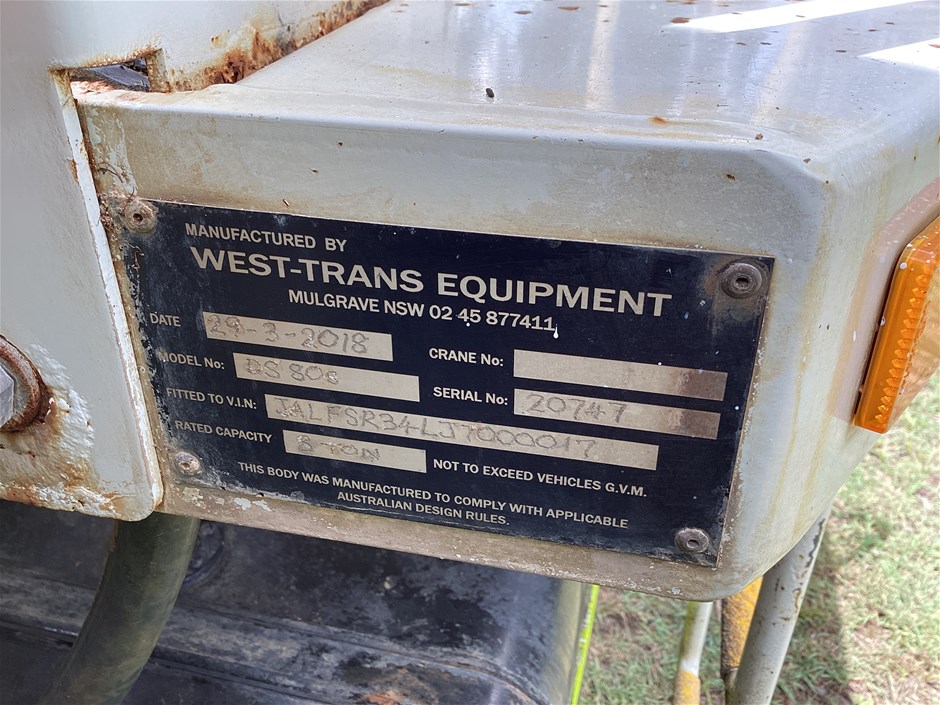 MANUFACTURED BY
WEST-TRANS EQUIPMENT
MULGRAVE NSW 02 45 877411
DATE 29-3-2018
CRANE No:
MODEL No: DS 80s
SERIAL No: 20747
FITTED TO V.I.N: JALFSR34LJ7000017
RATED CAPACITY 8 TON
NOT TO EXCEED VEHICLES G.V.M.
THIS BODY WAS MANUFACTURED TO COMPLY WITH APPLICABLE
AUSTRALIAN DESIGN RULES.